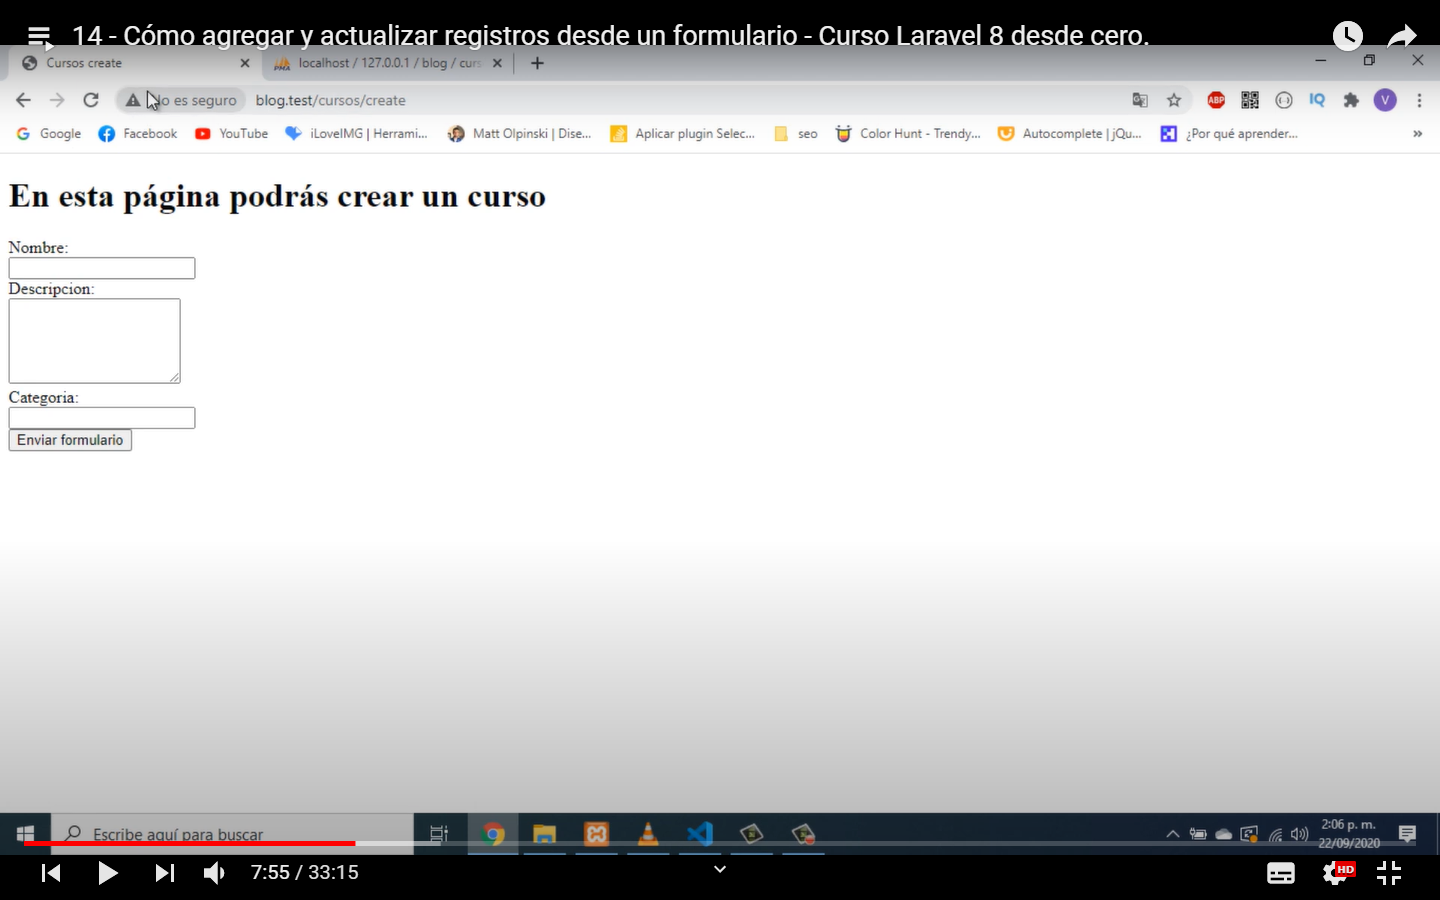 14 - Cómo agregar y actualizar registros desde un formulario - Curso Laravel 8 desde cero.
Cursos create
localhost / 127.0.0.1 / blog / curs
No es seguro
blog.test/cursos/create
ABP
IQ
V
Google
Facebook
YouTube
iLoveIMG | Herrami...
Matt Olpinski | Dise...
Aplicar plugin Selec...
seo
Color Hunt - Trendy...
Autocomplete | jQu...
¿Por qué aprender...
»
En esta página podrás crear un curso
Nombre:
Descripcion:
Categoria:
Enviar formulario
Escribe aquí para buscar
2:06 p. m.
22/09/2020
7:55 / 33:15
HD